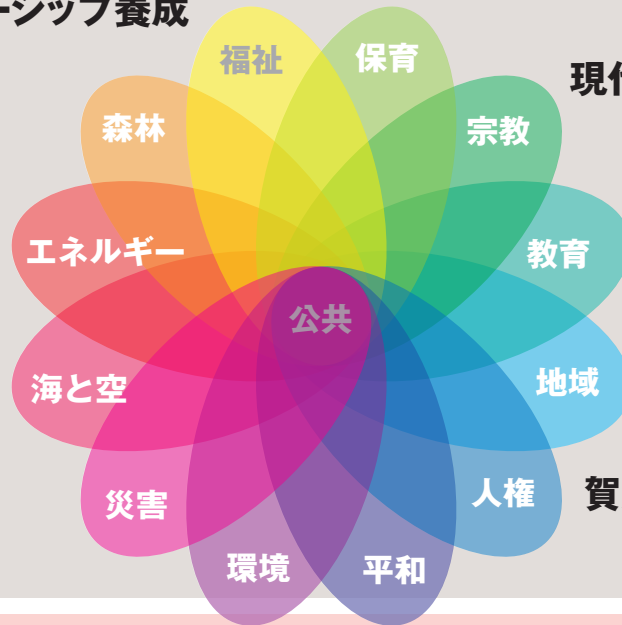 ーシップ養成
福祉
保育
現代
森林
宗教
エネルギー
教育
公共
海と空
地域
災害
人権
賀
環境
平和